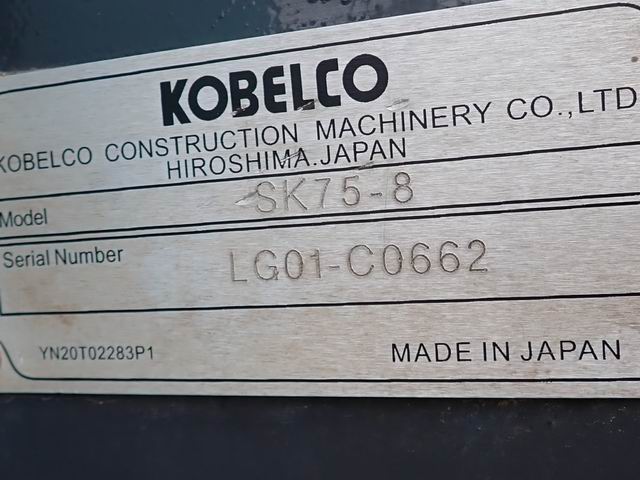 KOBELCO
KOBELCO CONSTRUCTION MACHINERY CO.,LTD
HIROSHIMA.JAPAN
Model SK75-8
Serial Number LG01-C0662
YN20T02283P1 MADE IN JAPAN